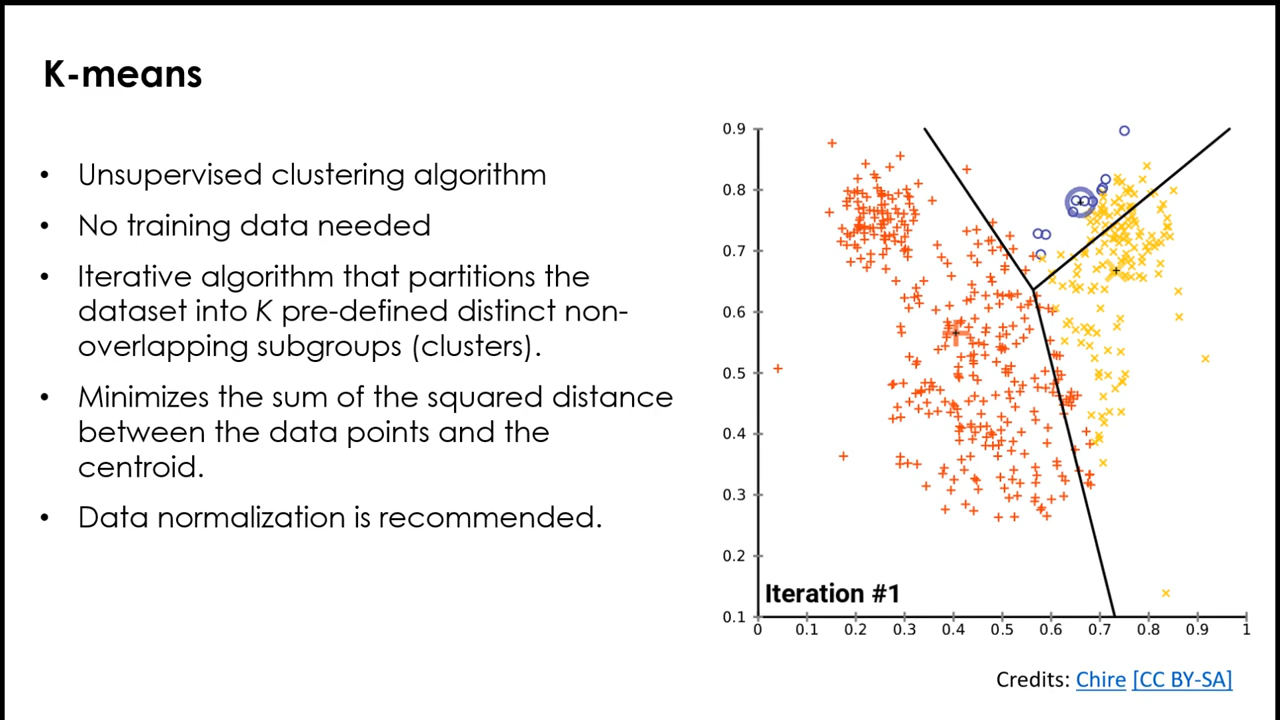 K-means
• Unsupervised clustering algorithm
• No training data needed
• Iterative algorithm that partitions the
dataset into K pre-defined distinct non-
overlapping subgroups (clusters).
• Minimizes the sum of the squared distance
between the data points and the
centroid.
• Data normalization is recommended.
0.9
0.8
0.7
0.6
0.5
0.4
0.3
0.2
0.1
Iteration #1
0 0.1 0.2 0.3 0.4 0.5 0.6 0.7 0.8 0.9 1
Credits: Chire [CC BY-SA]